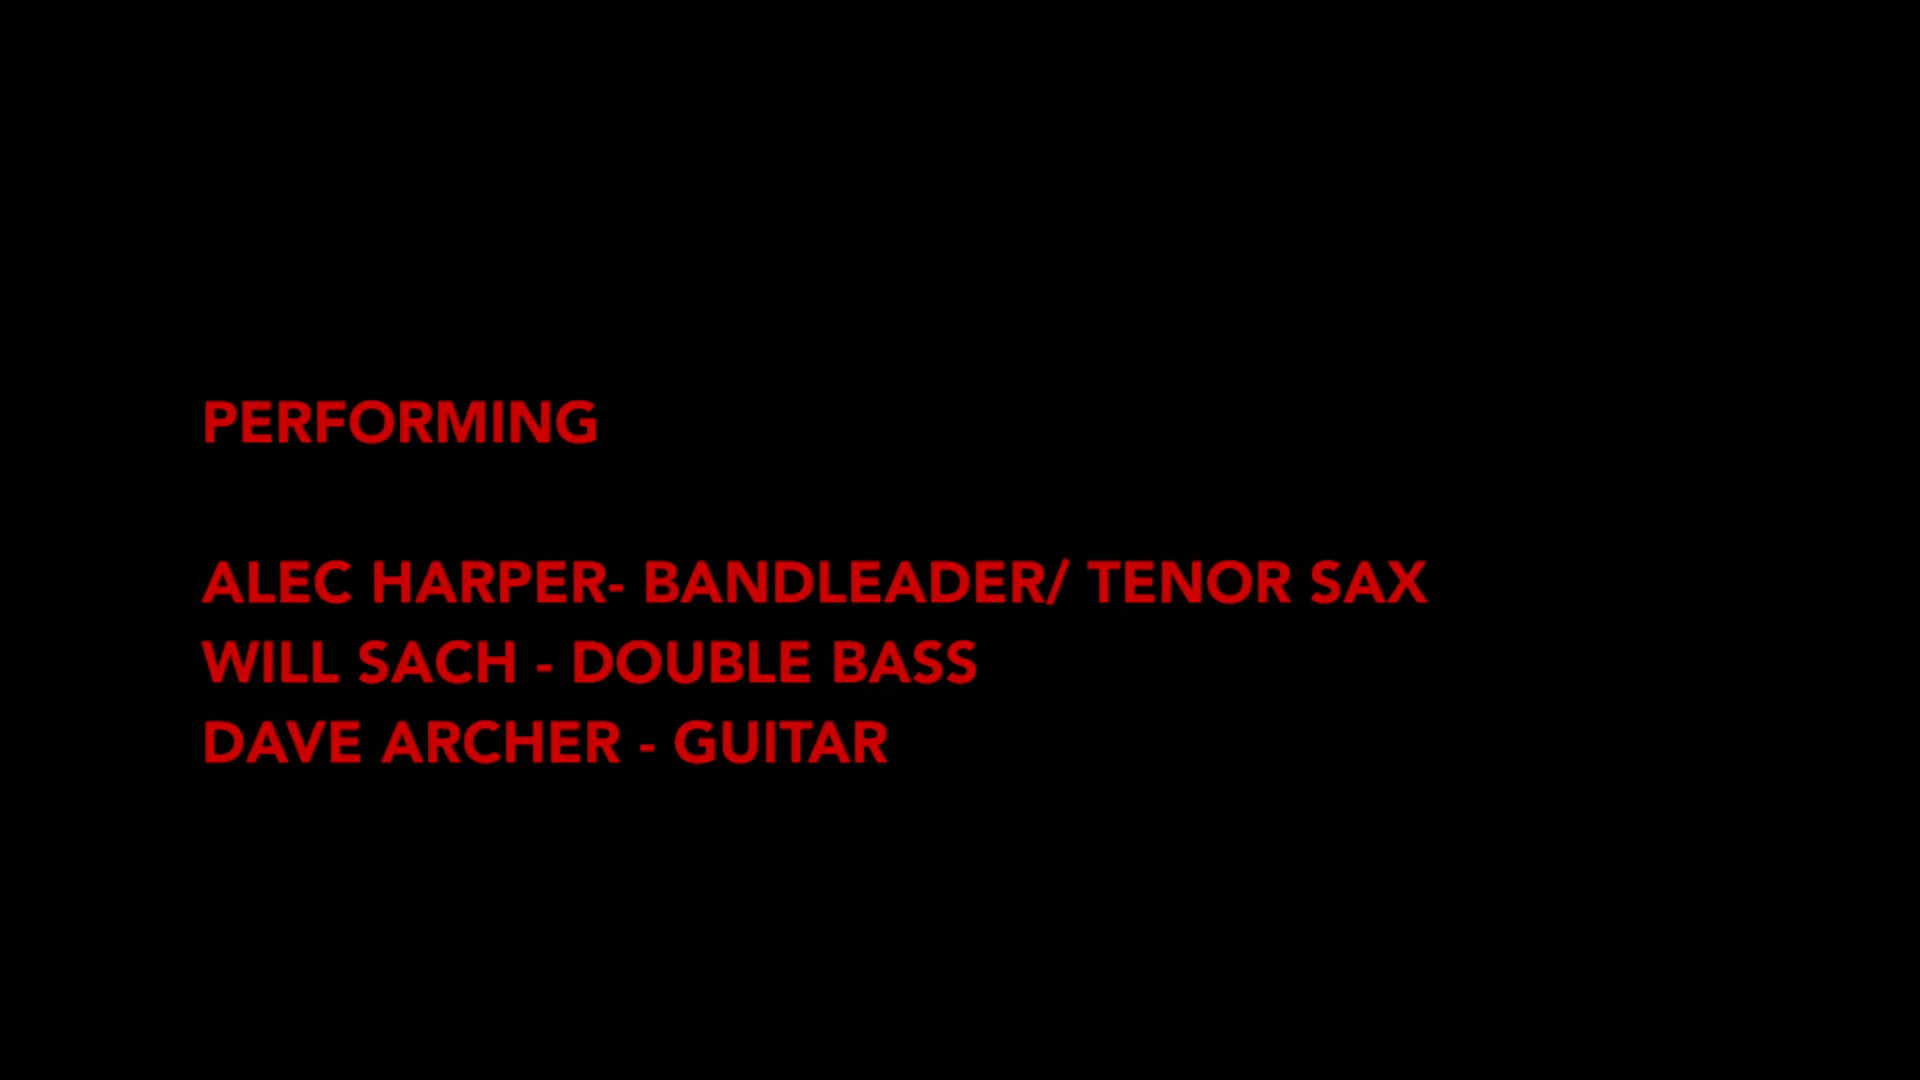 PERFORMING
ALEC HARPER- BANDLEADER/ TENOR SAX
WILL SACH - DOUBLE BASS
DAVE ARCHER - GUITAR